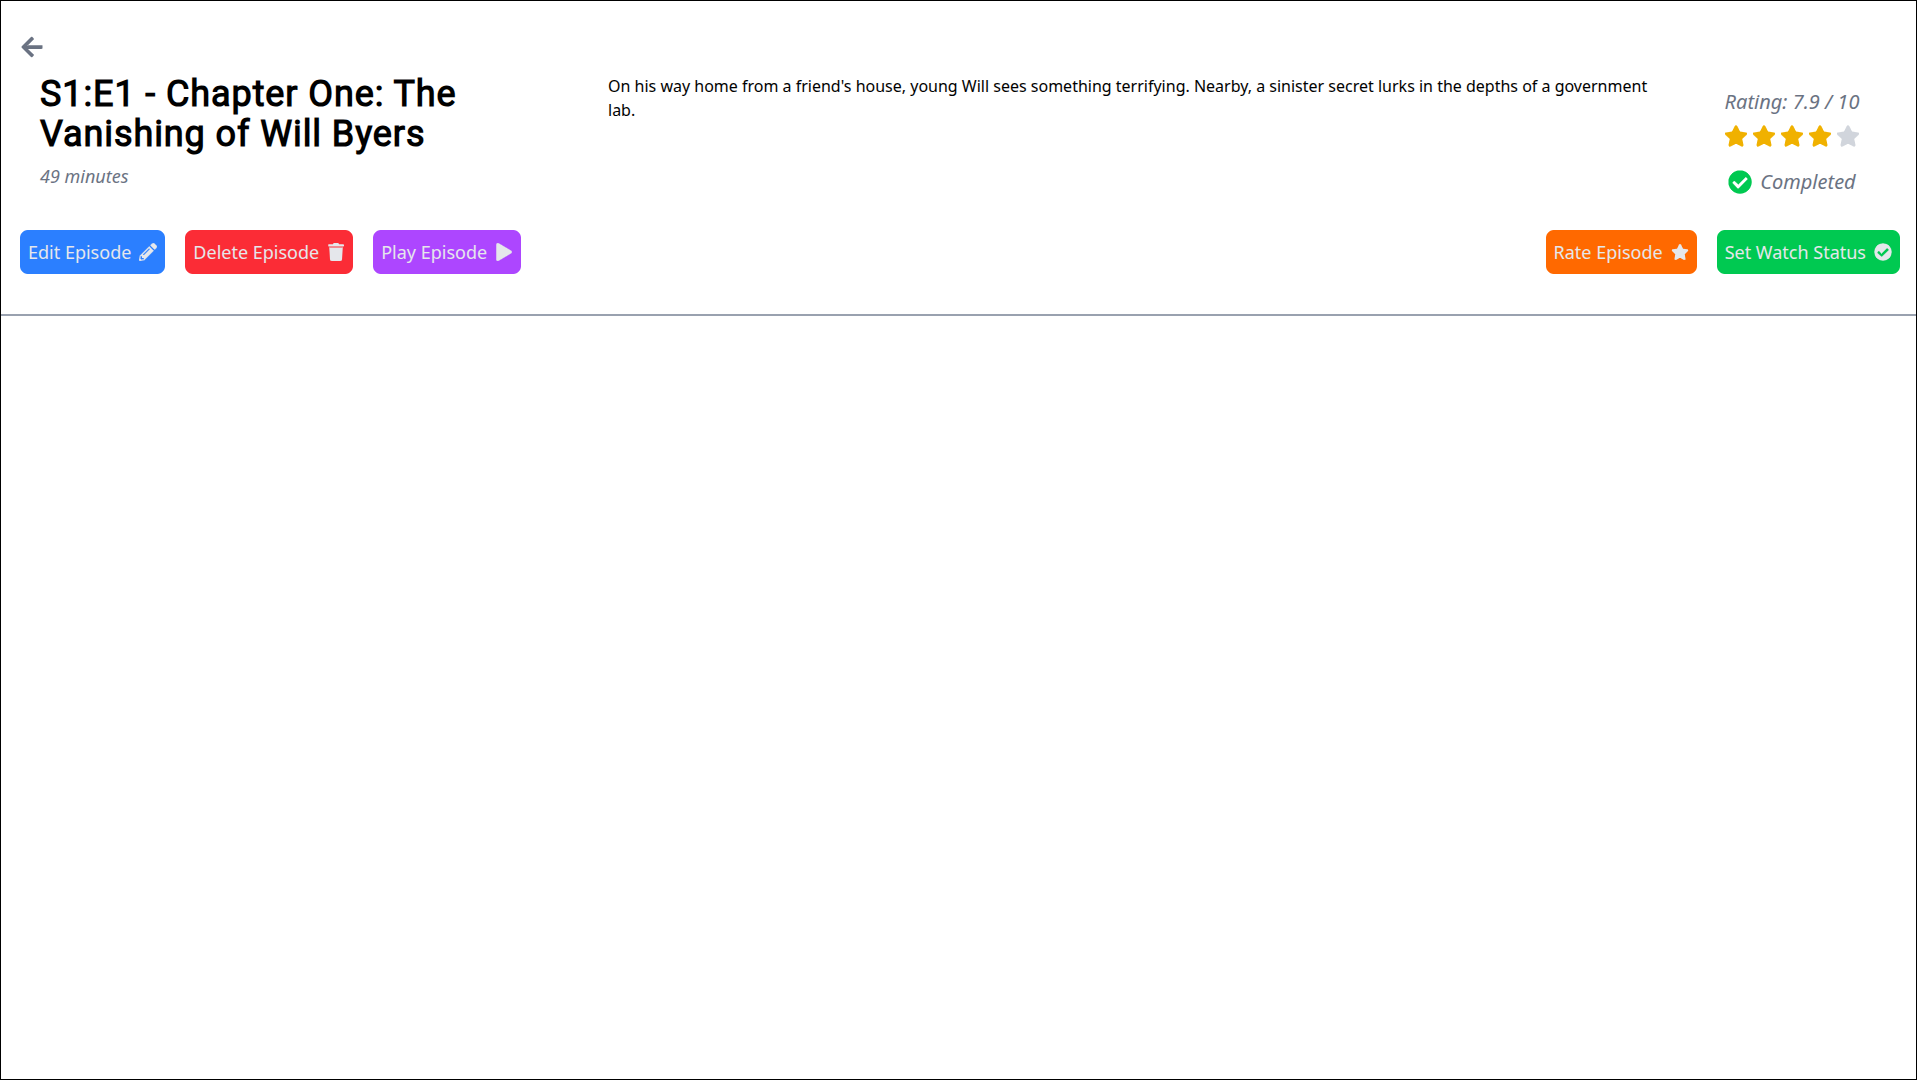 S1:E1 - Chapter One: The
Vanishing of Will Byers
49 minutes
On his way home from a friend's house, young Will sees something terrifying. Nearby, a sinister secret lurks in the depths of a government
lab.
Rating: 7.9 / 10
Completed
Edit Episode
Delete Episode
Play Episode
Rate Episode
Set Watch Status